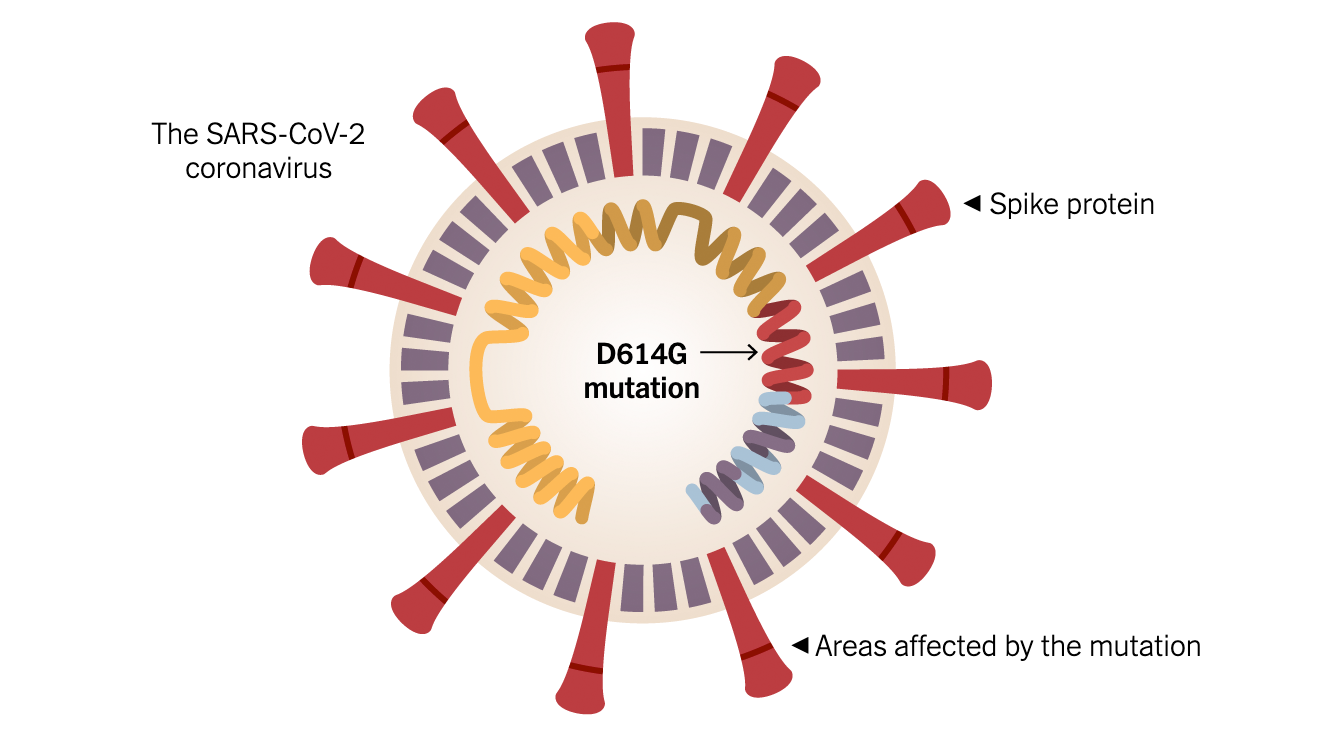 The SARS-CoV-2
coronavirus
◄ Spike protein
D614G
mutation
◄ Areas affected by the mutation